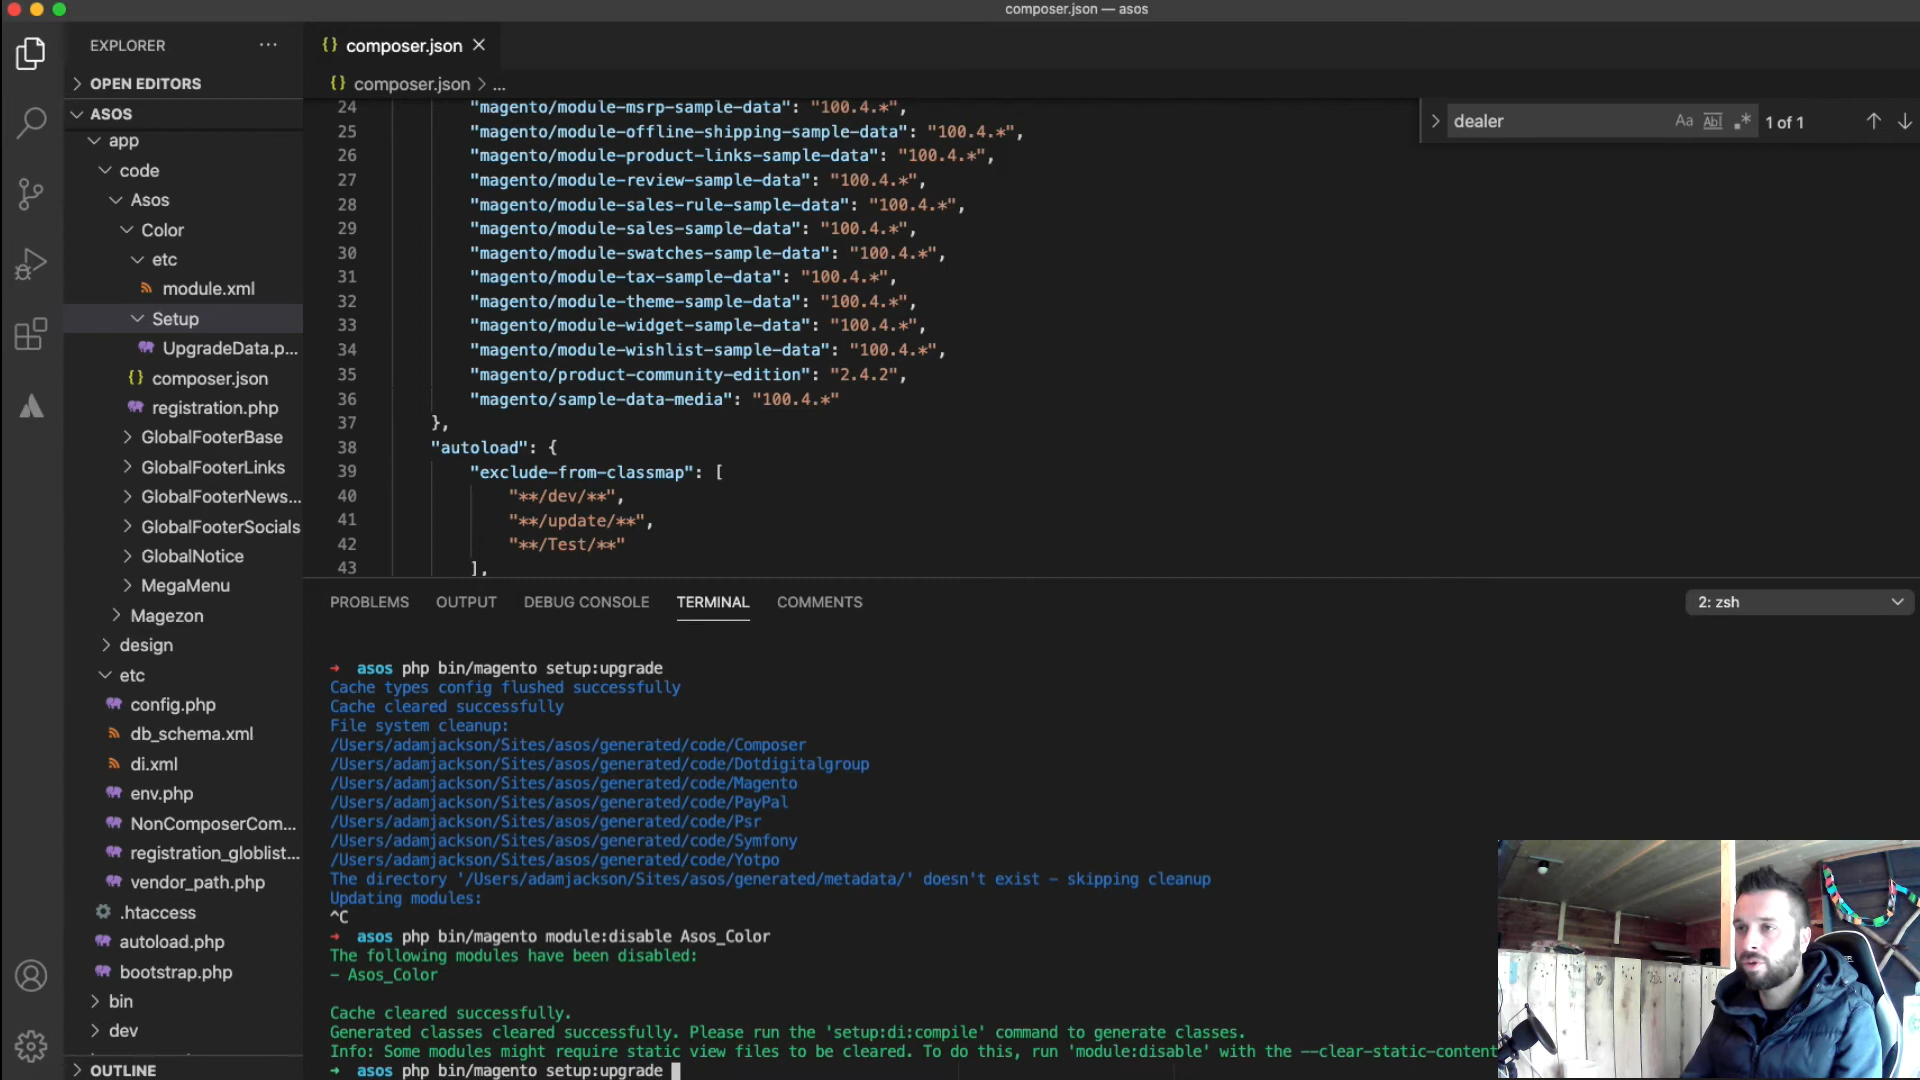 composer.json — asos
EXPLORER
OPEN EDITORS
ASOS
app
code
Asos
Color
etc
module.xml
Setup
UpgradeData.p...
composer.json
registration.php
GlobalFooterBase
GlobalFooterLinks
GlobalFooterNews...
GlobalFooterSocials
GlobalNotice
MegaMenu
Magezon
design
etc
config.php
db_schema.xml
di.xml
env.php
NonComposerCom...
registration_globlist...
vendor_path.php
.htaccess
autoload.php
bootstrap.php
bin
dev
OUTLINE
{} composer.json ×
{} composer.json > ...
dealer Aa Abl .* 1 of 1
24 "magento/module-msrp-sample-data": "100.4.*",
25 "magento/module-offline-shipping-sample-data": "100.4.*",
26 "magento/module-product-links-sample-data": "100.4.*",
27 "magento/module-review-sample-data": "100.4.*",
28 "magento/module-sales-rule-sample-data": "100.4.*",
29 "magento/module-sales-sample-data": "100.4.*",
30 "magento/module-swatches-sample-data": "100.4.*",
31 "magento/module-tax-sample-data": "100.4.*",
32 "magento/module-theme-sample-data": "100.4.*",
33 "magento/module-widget-sample-data": "100.4.*",
34 "magento/module-wishlist-sample-data": "100.4.*",
35 "magento/product-community-edition": "2.4.2",
36 "magento/sample-data-media": "100.4.*"
37 },
38 "autoload": {
39 "exclude-from-classmap": [
40 "**/dev/**",
41 "**/update/**",
42 "**/Test/**"
43 ],
PROBLEMS OUTPUT DEBUG CONSOLE TERMINAL COMMENTS 2: zsh
→ asos php bin/magento setup:upgrade
Cache types config flushed successfully
Cache cleared successfully
File system cleanup:
/Users/adamjackson/Sites/asos/generated/code/Composer
/Users/adamjackson/Sites/asos/generated/code/Dotdigitalgroup
/Users/adamjackson/Sites/asos/generated/code/Magento
/Users/adamjackson/Sites/asos/generated/code/PayPal
/Users/adamjackson/Sites/asos/generated/code/Psr
/Users/adamjackson/Sites/asos/generated/code/Symfony
/Users/adamjackson/Sites/asos/generated/code/Yotpo
The directory '/Users/adamjackson/Sites/asos/generated/metadata/' doesn't exist - skipping cleanup
Updating modules:
^C
→ asos php bin/magento module:disable Asos_Color
The following modules have been disabled:
- Asos_Color
Cache cleared successfully.
Generated classes cleared successfully. Please run the 'setup:di:compile' command to generate classes.
Info: Some modules might require static view files to be cleared. To do this, run 'module:disable' with the --clear-static-content
→ asos php bin/magento setup:upgrade